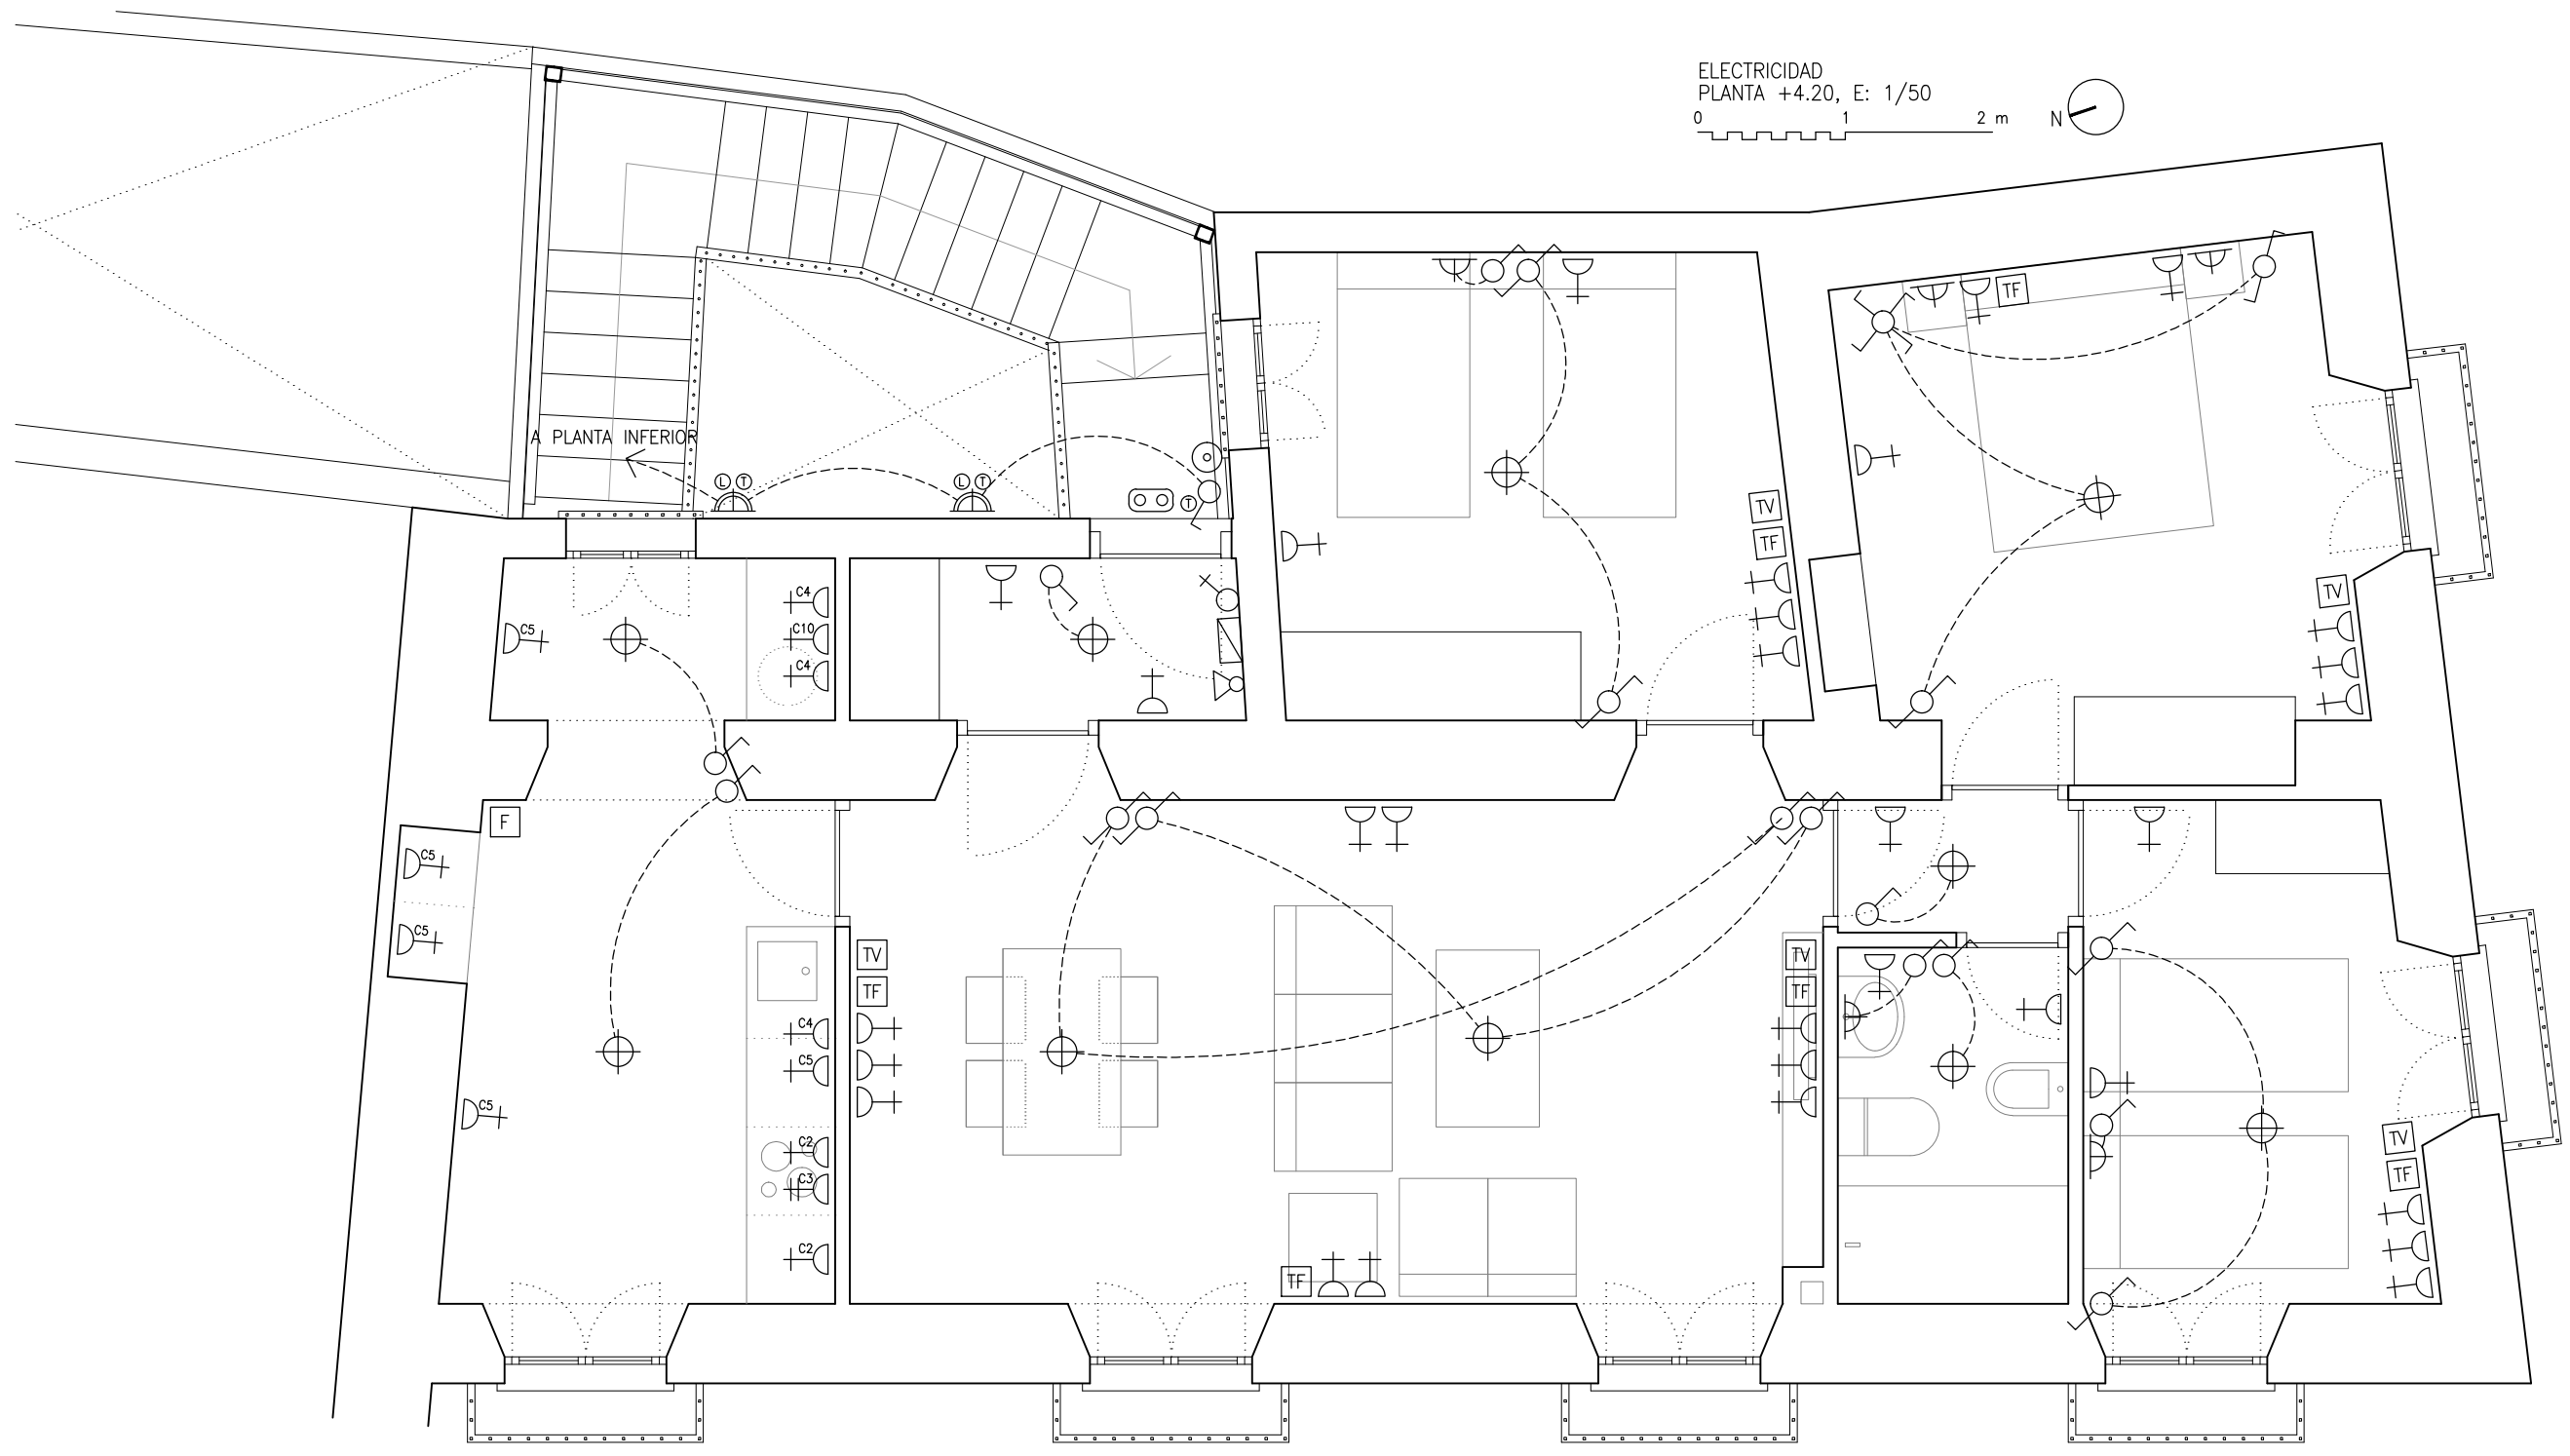 ELECTRICIDAD
PLANTA +4.20, E: 1/50
0 1 2 m
N
TF
A PLANTA INFERIOR
L T
L T
T
TV
TF
TV
C4
C5
C10
C4
F
C5
C5
TV
TF
TV
TF
C4
C5
C5
C2
C3
C2
TV
TF
TF